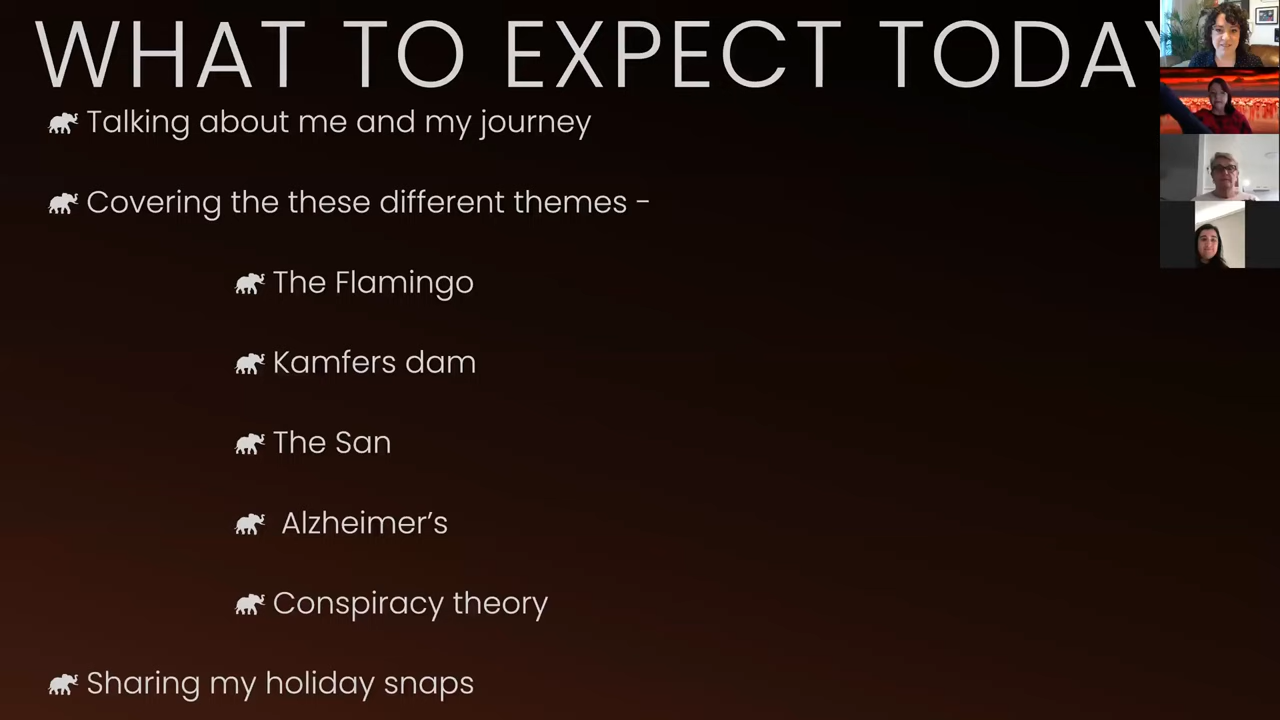 WHAT TO EXPECT TODAY
Talking about me and my journey
Covering the these different themes -
The Flamingo
Kamfers dam
The San
Alzheimer’s
Conspiracy theory
Sharing my holiday snaps